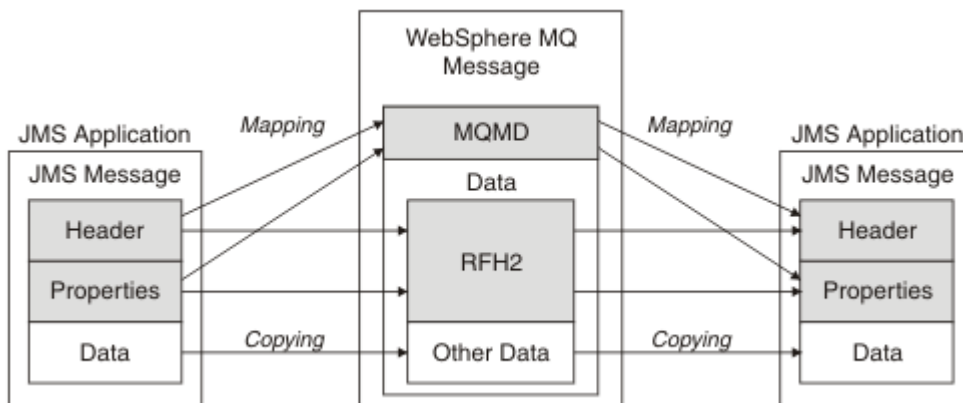 WebSphere MQ
Message
JMS Application
JMS Message
Header
Properties
Data
Mapping
Copying
MQMD
Data
RFH2
Other Data
Mapping
Copying
JMS Application
JMS Message
Header
Properties
Data